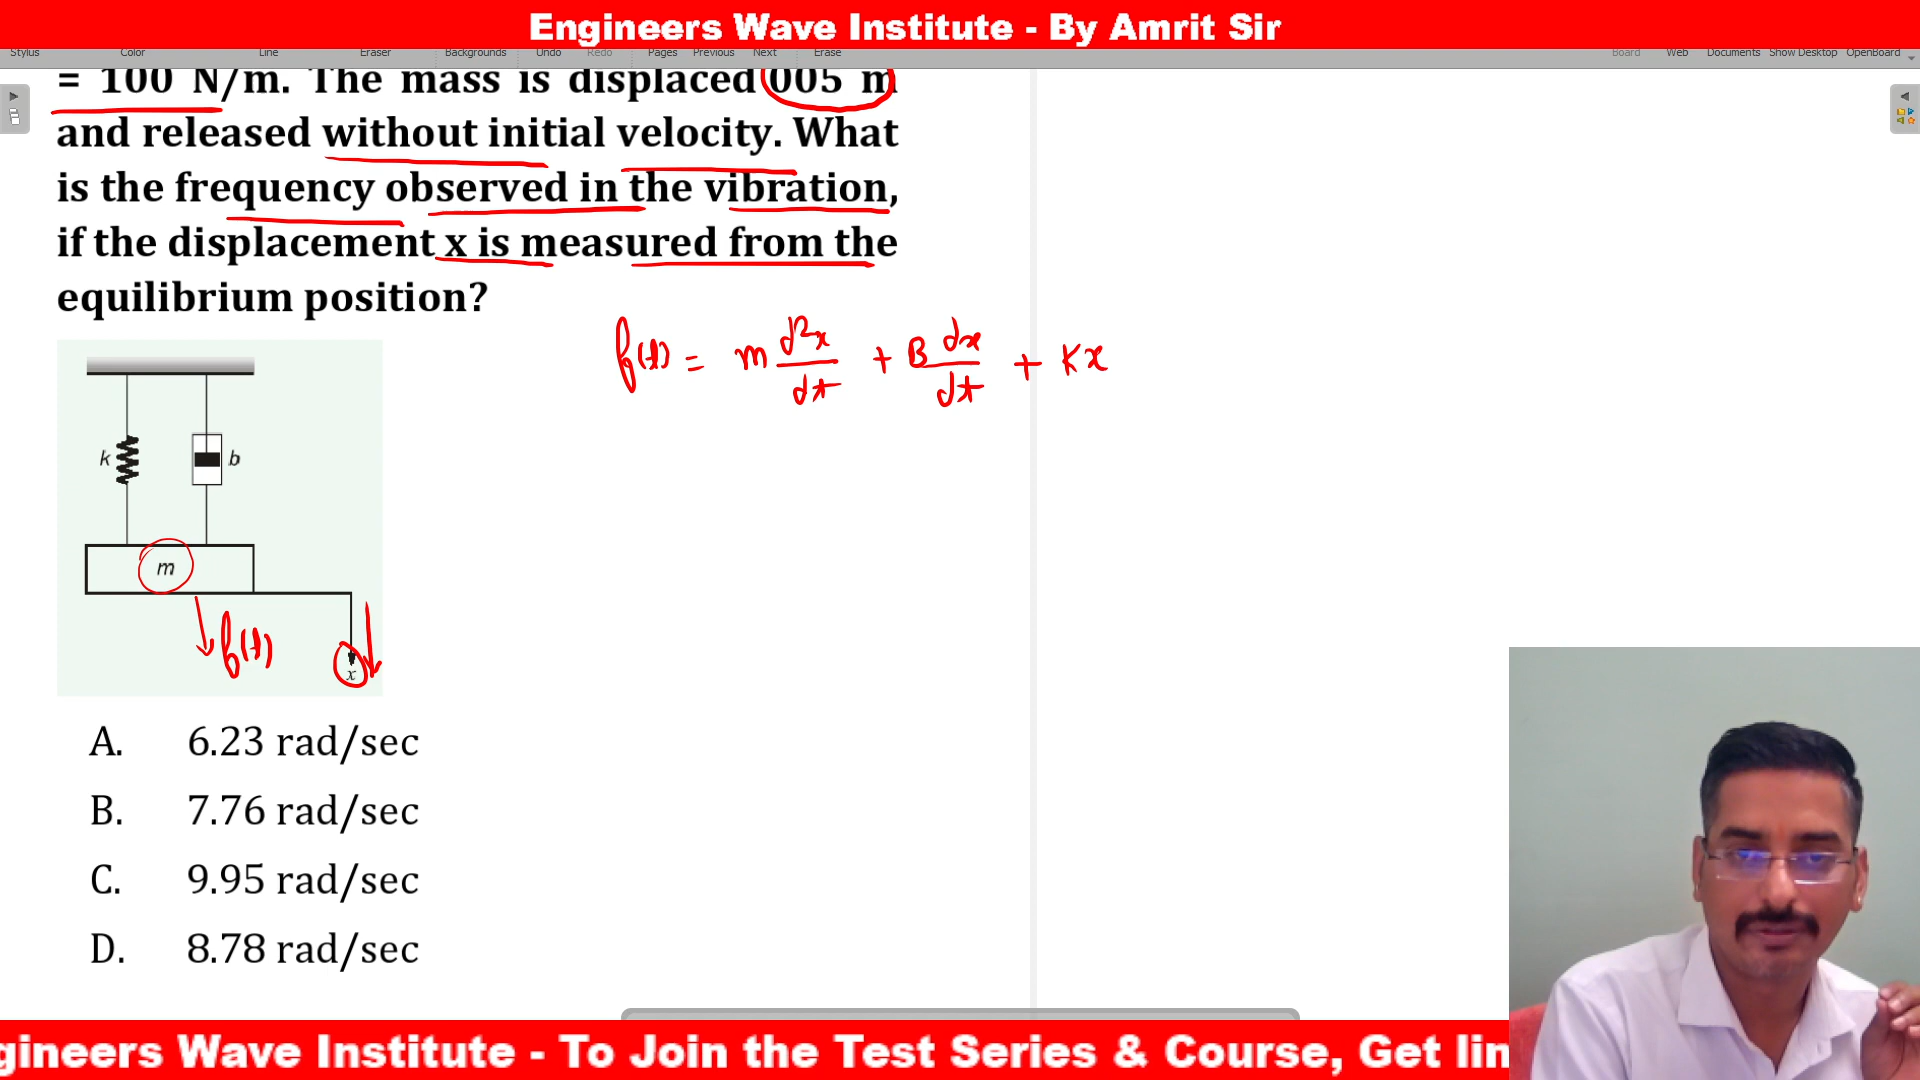 Engineers Wave Institute - By Amrit Sir
Stylus Color Line Eraser Backgrounds Undo Redo Pages Previous Next Erase Board Web Documents Show Desktop OpenBoard
= 100 N/m. The mass is displaced 005 m
and released without initial velocity. What
is the frequency observed in the vibration,
if the displacement x is measured from the
equilibrium position?
f(t) = m d²x/dt + B dx/dt + Kx
k
b
m
f(t)
x
A. 6.23 rad/sec
B. 7.76 rad/sec
C. 9.95 rad/sec
D. 8.78 rad/sec
gineers Wave Institute - To Join the Test Series & Course, Get lin